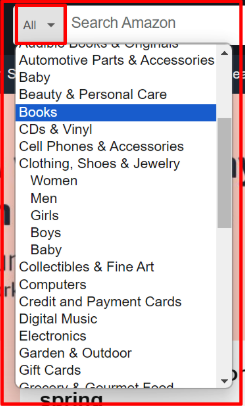 All Search Amazon
Audible Books & Originals
Automotive Parts & Accessories
Baby
Beauty & Personal Care
Books
CDs & Vinyl
Cell Phones & Accessories
Clothing, Shoes & Jewelry
Women
Men
Girls
Boys
Baby
Collectibles & Fine Art
Computers
Credit and Payment Cards
Digital Music
Electronics
Garden & Outdoor
Gift Cards
Grocery & Gourmet Food
spring